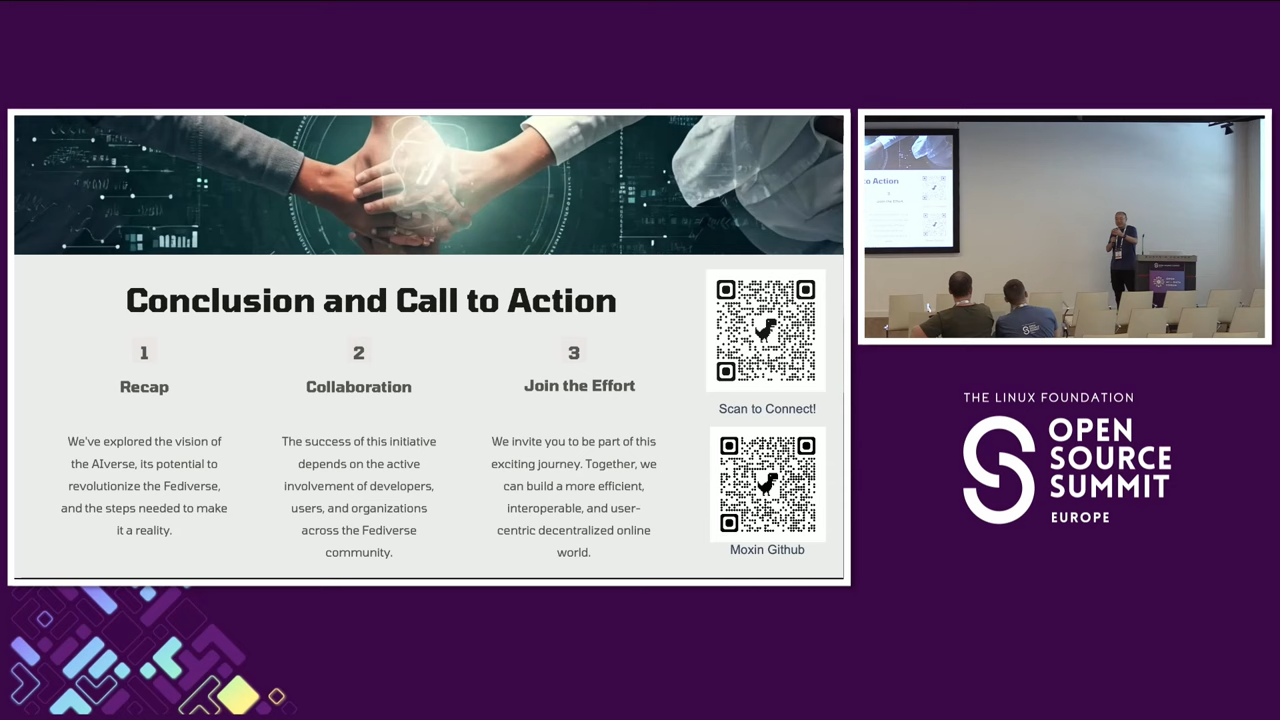 Conclusion and Call to Action
1
Recap
We've explored the vision of
the AIverse, its potential to
revolutionize the Fediverse,
and the steps needed to make
it a reality.
2
Collaboration
The success of this initiative
depends on the active
involvement of developers,
users, and organizations
across the Fediverse
community.
3
Join the Effort
We invite you to be part of this
exciting journey. Together, we
can build a more efficient,
interoperable, and user-
centric decentralized online
world.
Scan to Connect!
Moxin Github
to Action
THE LINUX FOUNDATION
OPEN
SOURCE
SUMMIT
EUROPE